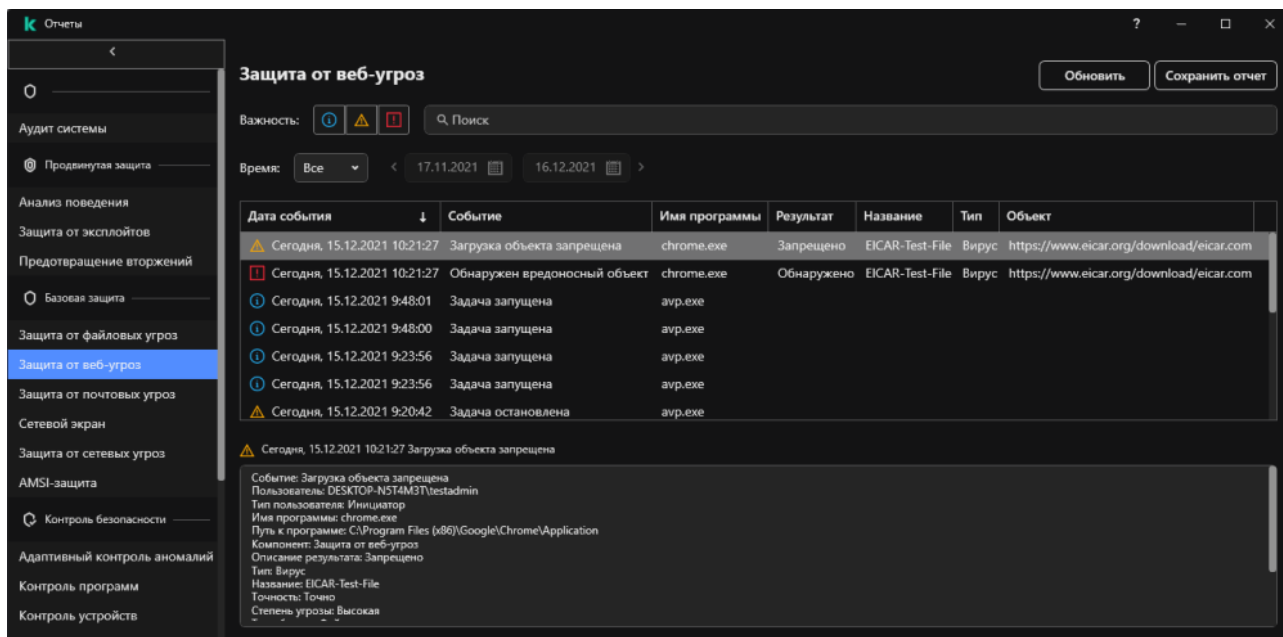 Отчеты
?
Аудит системы
Продвинутая защита
Анализ поведения
Защита от эксплойтов
Предотвращение вторжений
Базовая защита
Защита от файловых угроз
Защита от веб-угроз
Защита от почтовых угроз
Сетевой экран
Защита от сетевых угроз
AMSI-защита
Контроль безопасности
Адаптивный контроль аномалий
Контроль программ
Контроль устройств
Защита от веб-угроз
Обновить Сохранить отчет
Важность: Поиск
Время: Все 17.11.2021 16.12.2021
Дата события ↓ Событие Имя программы Результат Название Тип Объект
Сегодня, 15.12.2021 10:21:27 Загрузка объекта запрещена chrome.exe Запрещено EICAR-Test-File Вирус https://www.eicar.org/download/eicar.com
Сегодня, 15.12.2021 10:21:27 Обнаружен вредоносный объект chrome.exe Обнаружено EICAR-Test-File Вирус https://www.eicar.org/download/eicar.com
Сегодня, 15.12.2021 9:48:01 Задача запущена avp.exe
Сегодня, 15.12.2021 9:48:00 Задача запущена avp.exe
Сегодня, 15.12.2021 9:23:56 Задача запущена avp.exe
Сегодня, 15.12.2021 9:23:56 Задача запущена avp.exe
Сегодня, 15.12.2021 9:20:42 Задача остановлена avp.exe
Сегодня, 15.12.2021 10:21:27 Загрузка объекта запрещена
Событие: Загрузка объекта запрещена
Пользователь: DESKTOP-N5T4M3T\testadmin
Тип пользователя: Инициатор
Имя программы: chrome.exe
Путь к программе: C:\Program Files (x86)\Google\Chrome\Application
Компонент: Защита от веб-угроз
Описание результата: Запрещено
Тип: Вирус
Название: EICAR-Test-File
Точность: Точно
Степень угрозы: Высокая